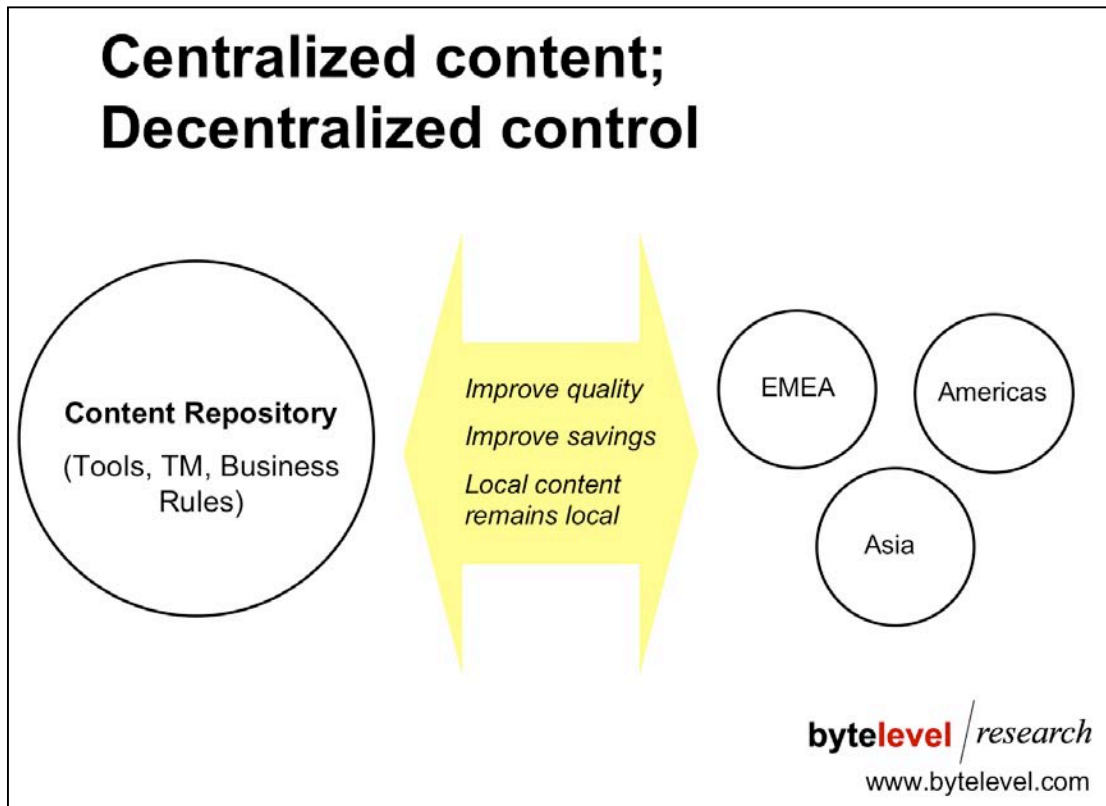 Centralized content;
Decentralized control
Content Repository
(Tools, TM, Business
Rules)
Improve quality
Improve savings
Local content
remains local
EMEA
Americas
Asia
bytelevel/research
www.bytelevel.com